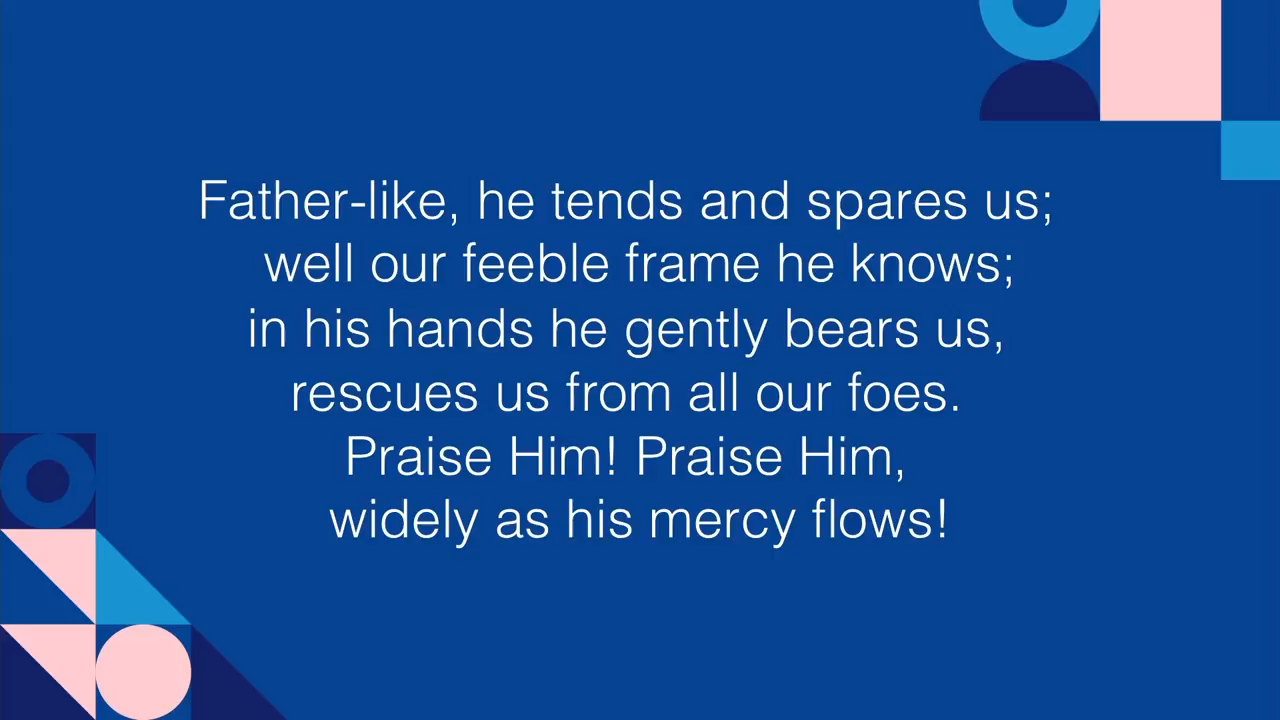 Father-like, he tends and spares us;
well our feeble frame he knows;
in his hands he gently bears us,
rescues us from all our foes.
Praise Him! Praise Him,
widely as his mercy flows!